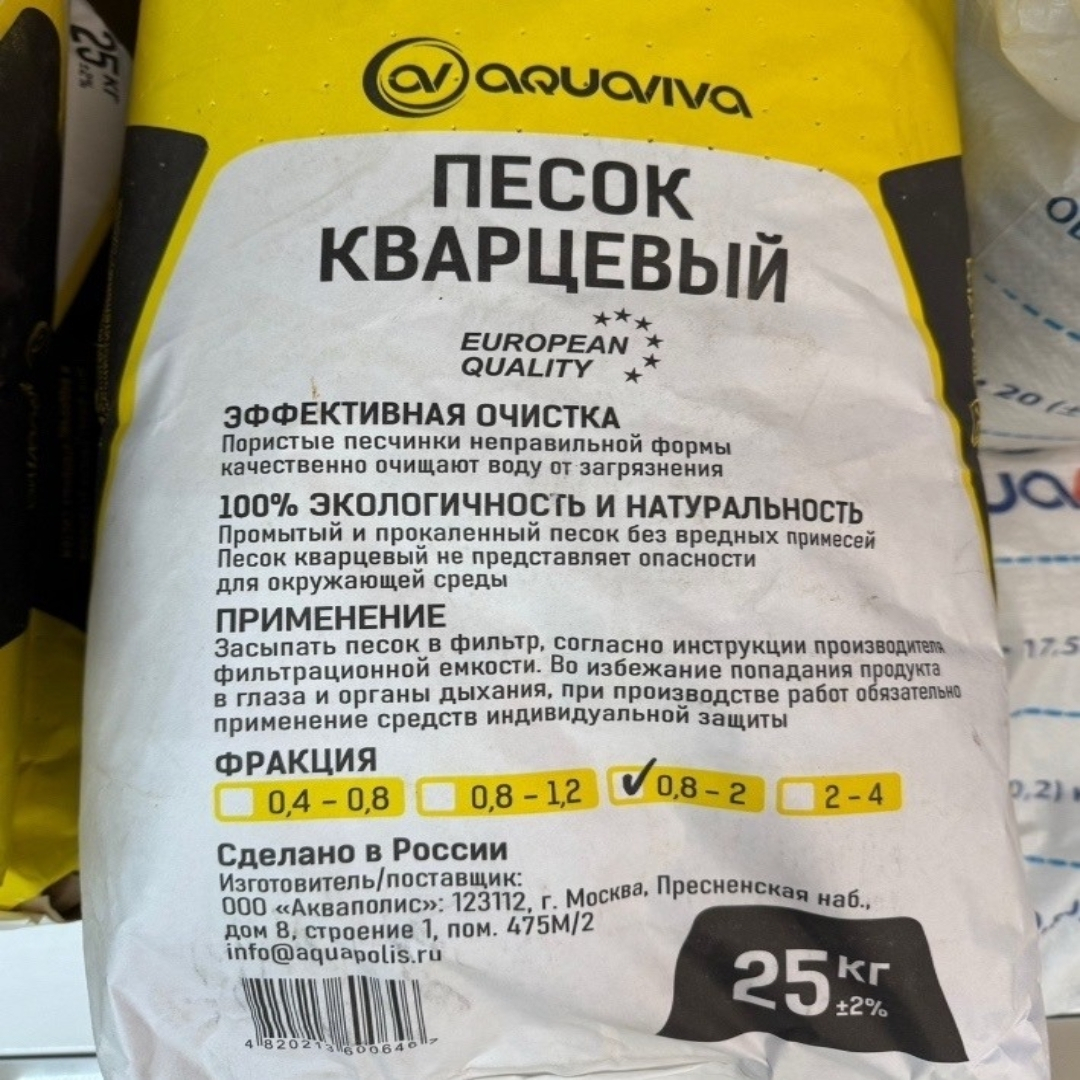 25 кг
±2%
AQUAVIVA
ПЕСОК
КВАРЦЕВЫЙ
EUROPEAN
QUALITY
ЭФФЕКТИВНАЯ ОЧИСТКА
Пористые песчинки неправильной формы
качественно очищают воду от загрязнения
100% ЭКОЛОГИЧНОСТЬ И НАТУРАЛЬНОСТЬ
Промытый и прокаленный песок без вредных примесей
Песок кварцевый не представляет опасности
для окружающей среды
ПРИМЕНЕНИЕ
Засыпать песок в фильтр, согласно инструкции производителя
фильтрационной емкости. Во избежание попадания продукта
в глаза и органы дыхания, при производстве работ обязательно
применение средств индивидуальной защиты
ФРАКЦИЯ
0,4 – 0,8 0,8 – 1,2 ✓ 0,8 – 2 2 – 4
Сделано в России
Изготовитель/поставщик:
ООО «Акваполис»: 123112, г. Москва, Пресненская наб.,
дом 8, строение 1, пом. 475М/2
info@aquapolis.ru
25 кг
±2%